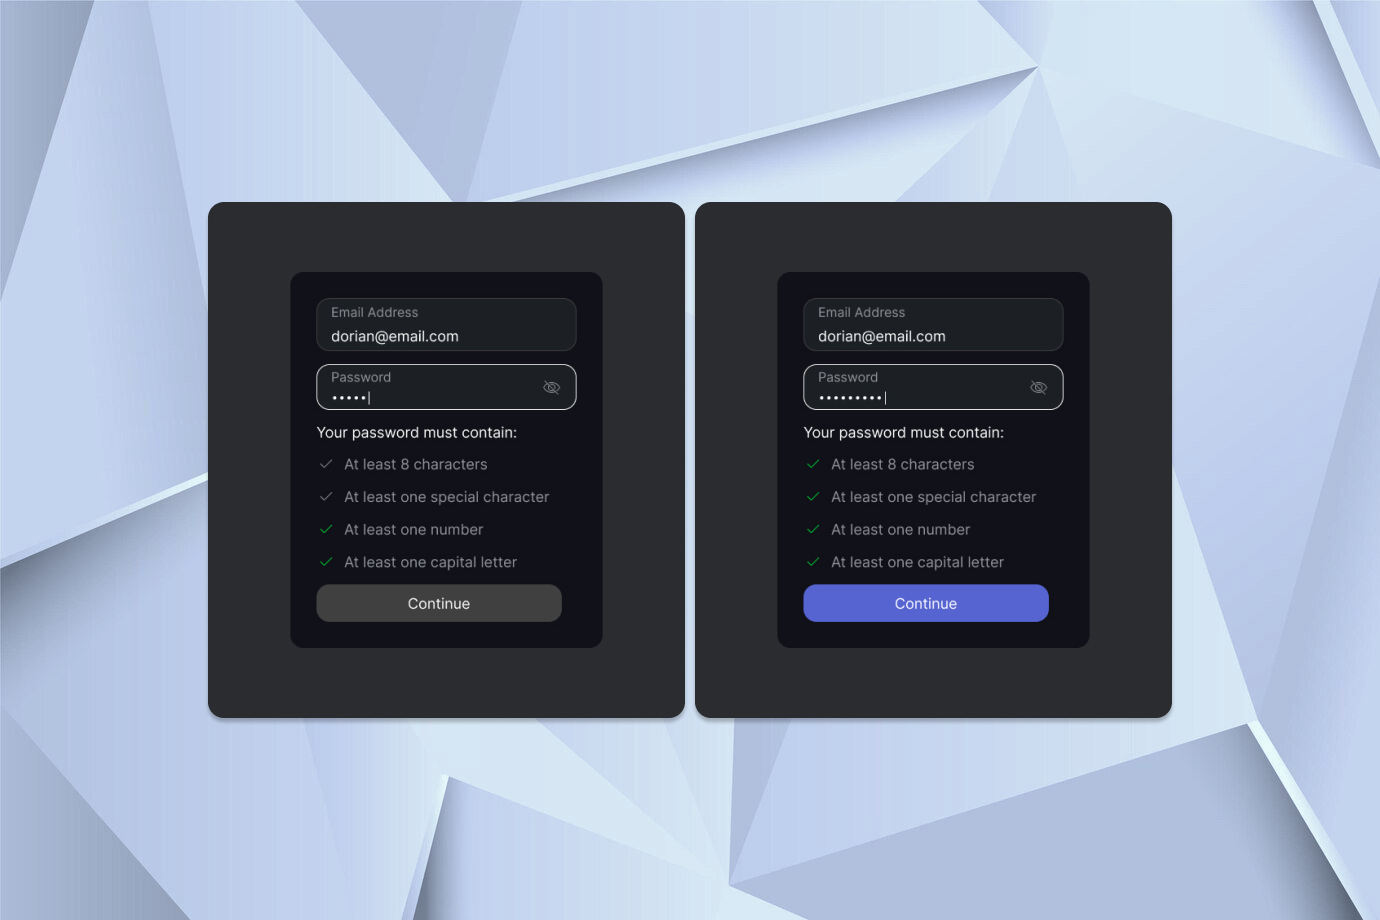 Email Address
dorian@email.com
Password
•••••
Your password must contain:
At least 8 characters
At least one special character
At least one number
At least one capital letter
Continue
Email Address
dorian@email.com
Password
•••••••••
Your password must contain:
At least 8 characters
At least one special character
At least one number
At least one capital letter
Continue